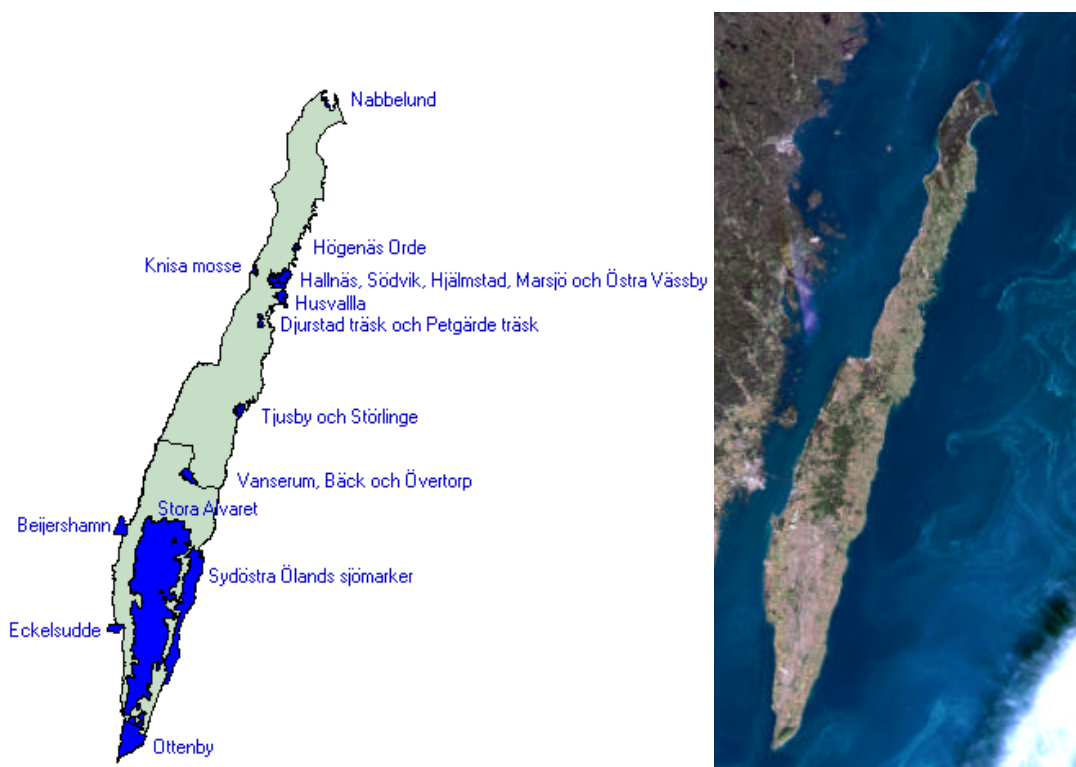 Nabbelund
Högenäs Orde
Knisa mosse
Hallnäs, Södvik, Hjälmstad, Marsjö och Östra Vässby
Husvallla
Djurstad träsk och Petgärde träsk
Tjusby och Störlinge
Vanserum, Bäck och Övertorp
Stora Alvaret
Beijershamn
Sydöstra Ölands sjömarker
Eckelsudde
Ottenby